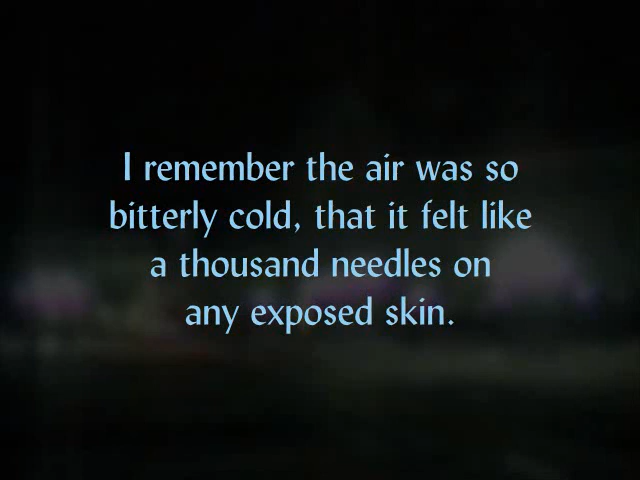 I remember the air was so
bitterly cold, that it felt like
a thousand needles on
any exposed skin.